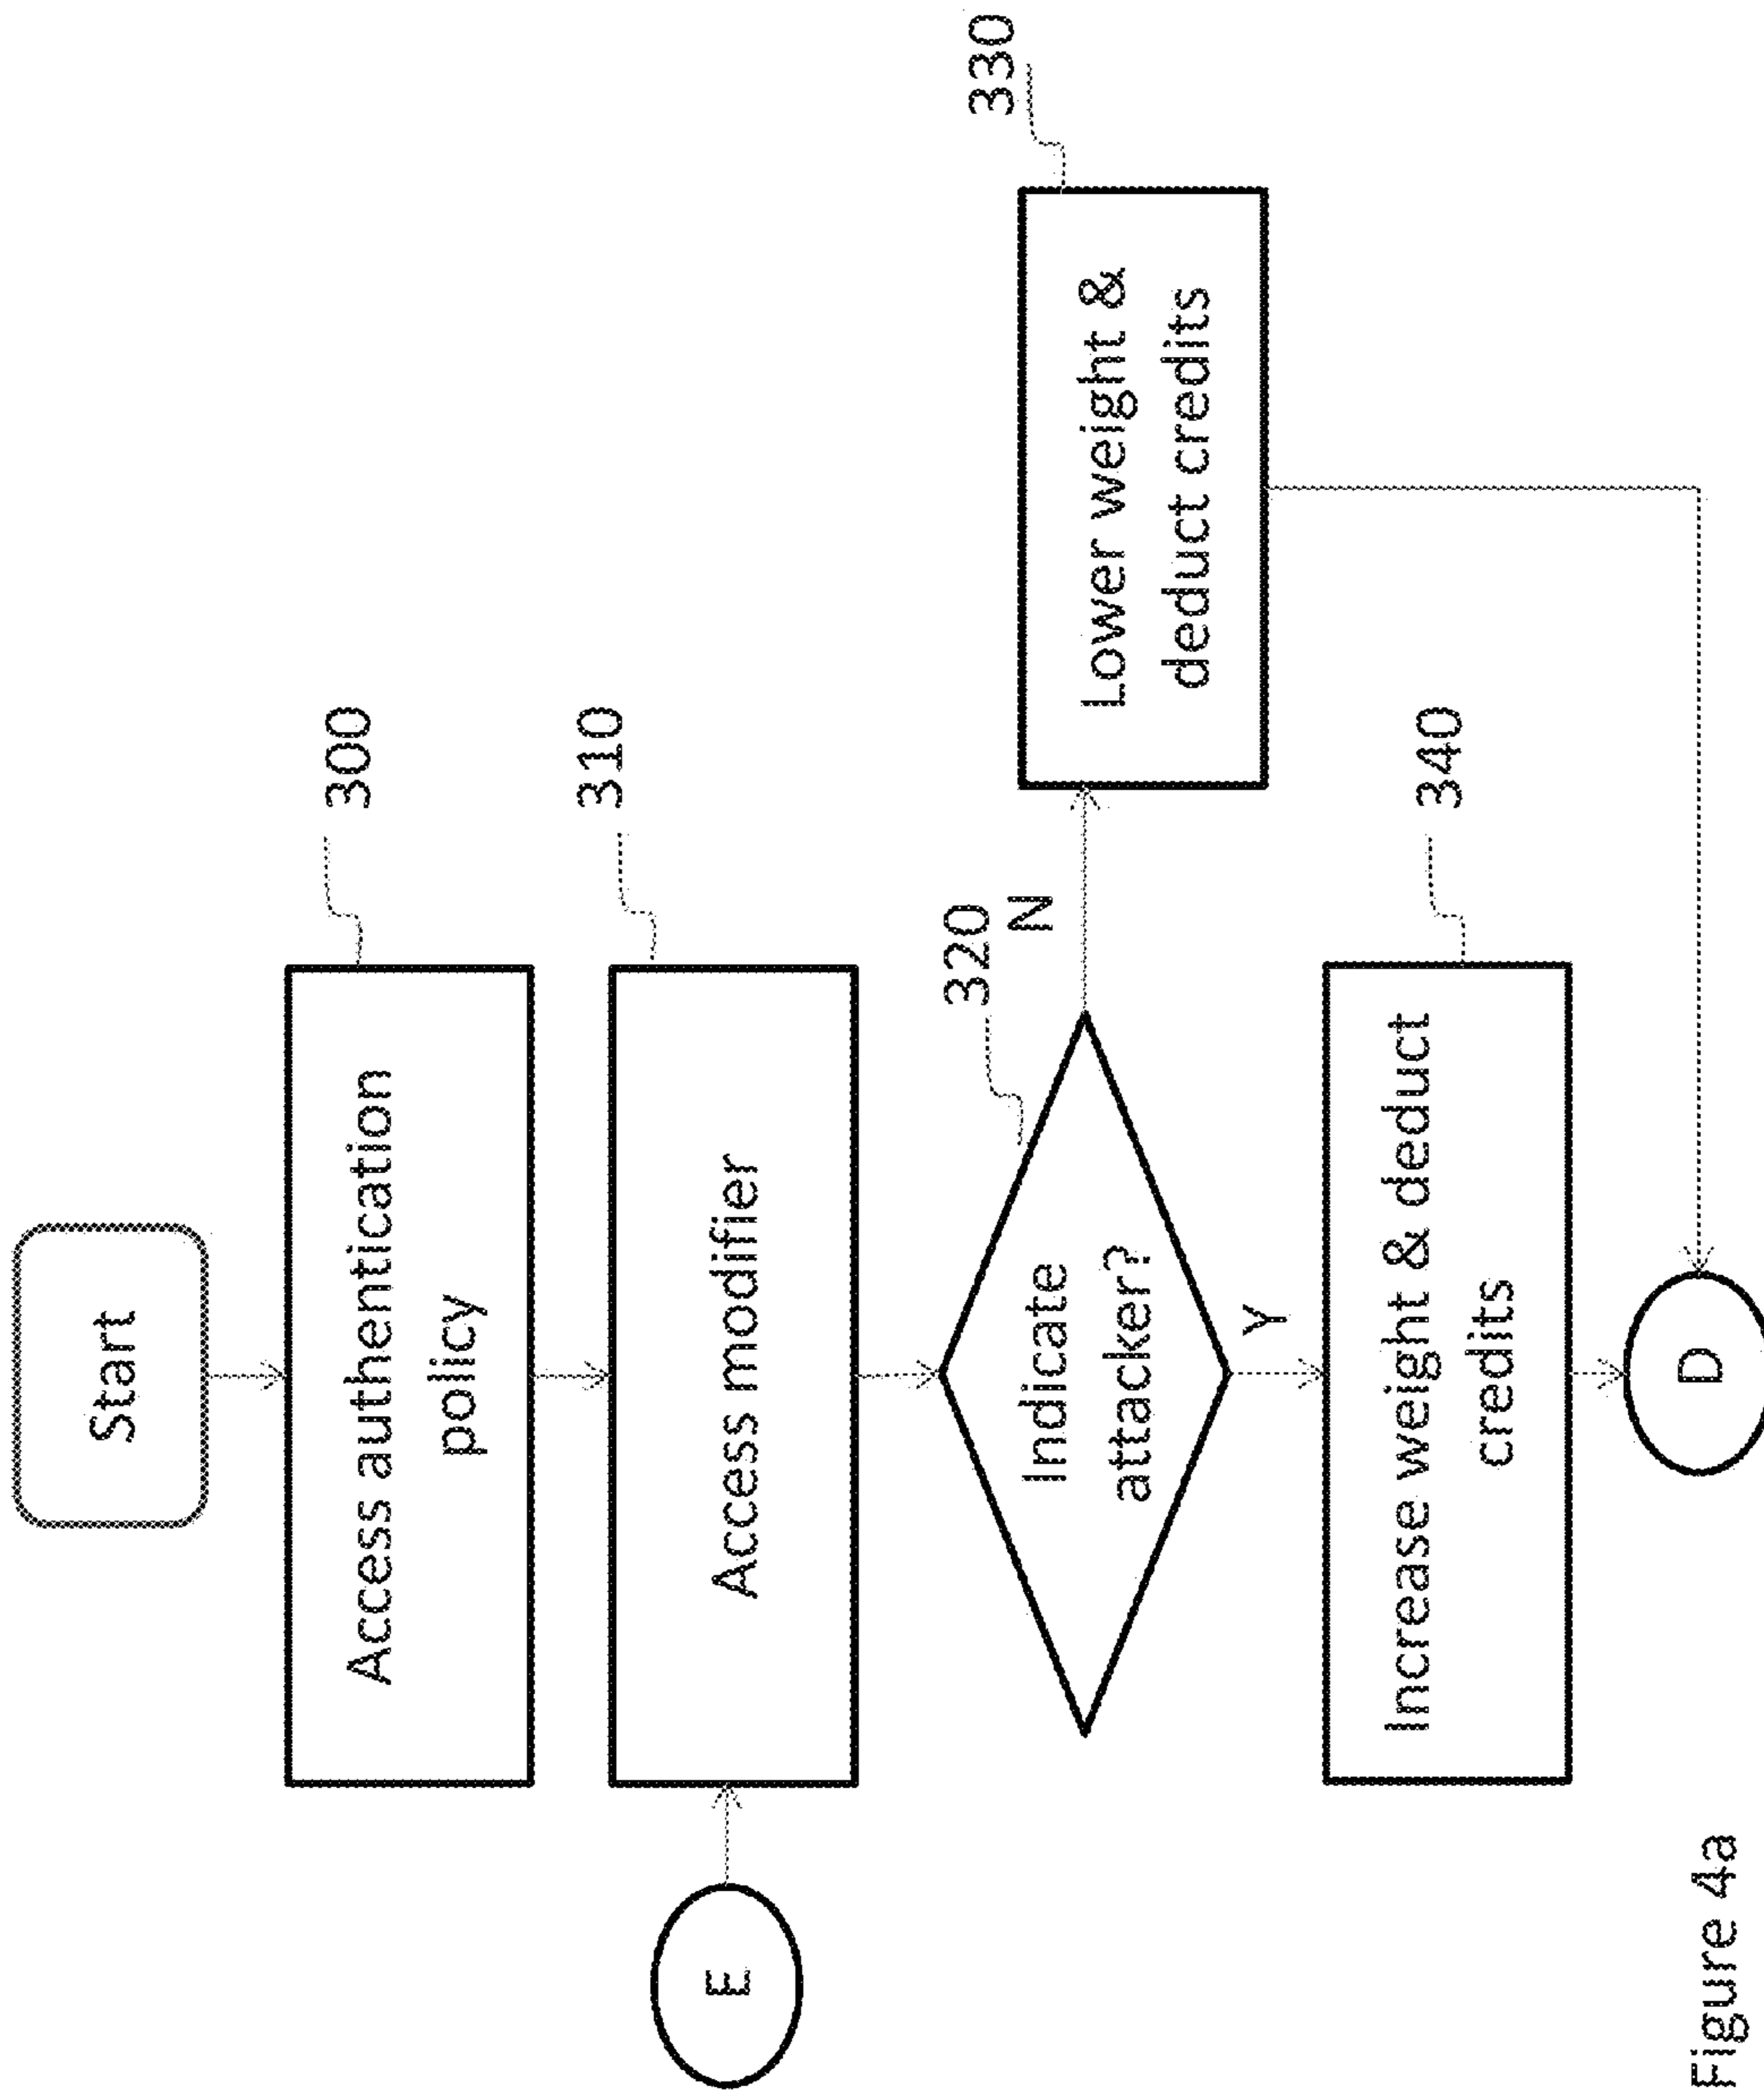 Start
300
Access authentication
policy
310
E
Access modifier
320
Indicate
attacker?
N
330
Lower weight &
deduct credits
Y
340
Increase weight & deduct
credits
D
Figure 4a